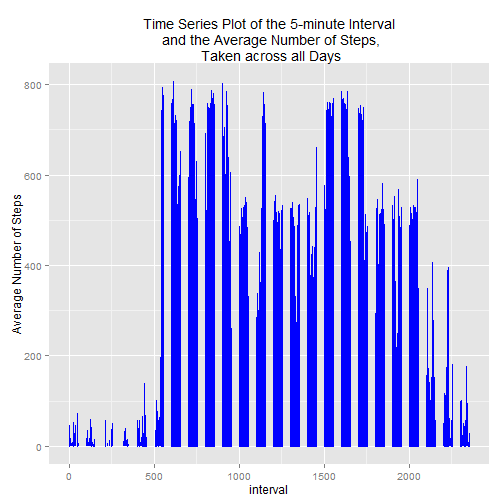 Time Series Plot of the 5-minute Interval
and the Average Number of Steps,
Taken across all Days
Average Number of Steps
800
600
400
200
0
0
500
1000
1500
2000
interval